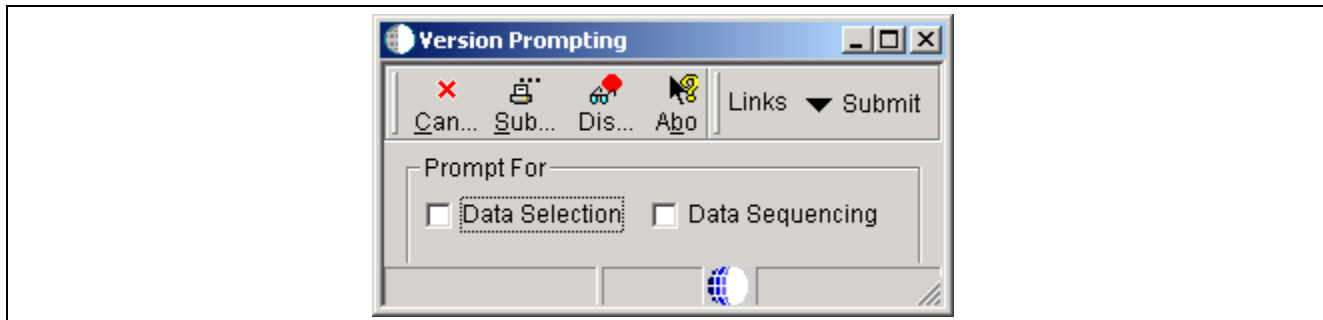 Version Prompting
Can... Sub... Dis... Abo Links Submit
Prompt For
Data Selection Data Sequencing